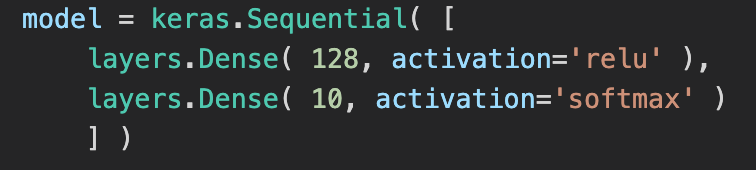 model = keras.Sequential( [
layers.Dense( 128, activation='relu' ),
layers.Dense( 10, activation='softmax' )
] )